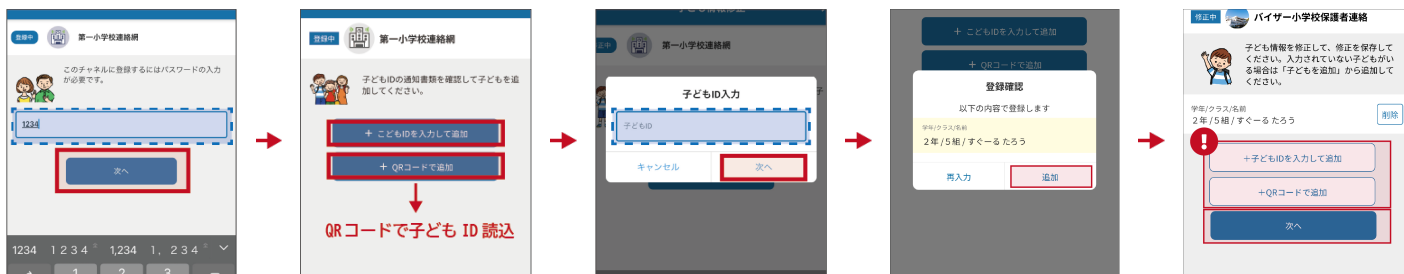 登録中 第一小学校連絡網
このチャネルに登録するにはパスワードの入力
が必要です。
1234
次へ
1234 1 2 3 4 1,234 1, 2 3 4
1 2 3
登録中 第一小学校連絡網
子どもIDの通知書類を確認して子どもを追
加してください。
+ こどもIDを入力して追加
+ QRコードで追加
QRコードで子ども ID 読込
第一小学校連絡網
子どもID入力
子どもID
キャンセル 次へ
+ こどもIDを入力して追加
+ QRコードで追加
登録確認
以下の内容で登録します
学年/クラス/名前
2年/5組/すぐーる たろう
再入力 追加
修正中 バイザー小学校保護者連絡
子ども情報を修正して、修正を保存して
ください。入力されていない子どもがい
る場合は「子どもを追加」から追加して
ください。
学年/クラス/名前
2年/5組/すぐーる たろう
削除
!
+子どもIDを入力して追加
+QRコードで追加
次へ